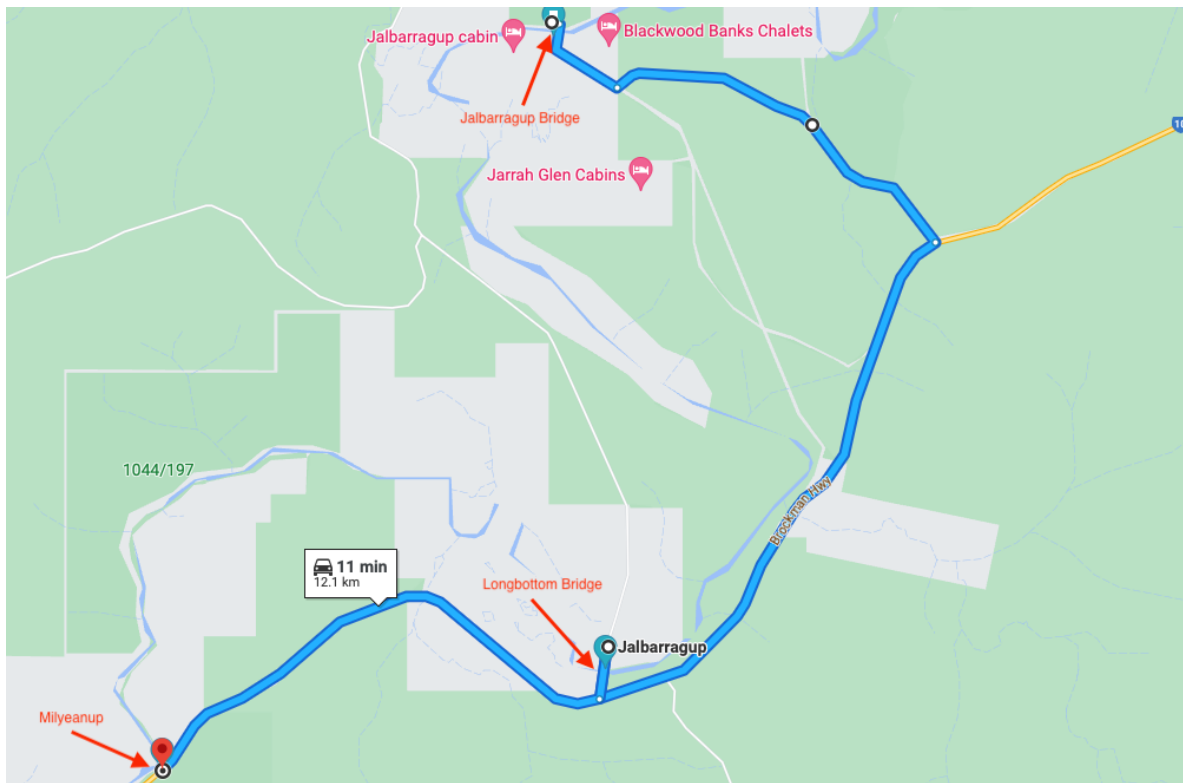 Jalbarragup cabin
Blackwood Banks Chalets
Jalbarragup Bridge
Jarrah Glen Cabins
1044/197
Brockman Hwy
11 min
12.1 km
Longbottom Bridge
Jalbarragup
Milyeanup